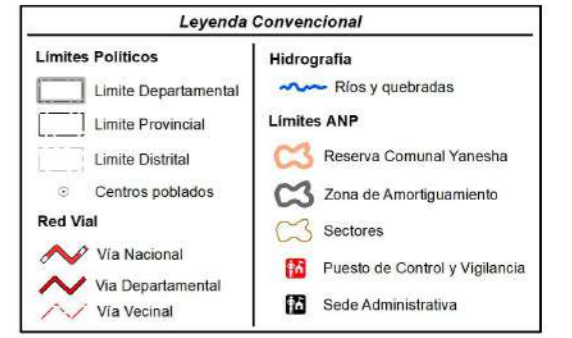 Leyenda Convencional
Límites Políticos
Limite Departamental
Limite Provincial
Limite Distrital
Centros poblados
Red Vial
Vía Nacional
Via Departamental
Vía Vecinal
Hidrografía
Ríos y quebradas
Límites ANP
Reserva Comunal Yanesha
Zona de Amortiguamiento
Sectores
Puesto de Control y Vigilancia
Sede Administrativa